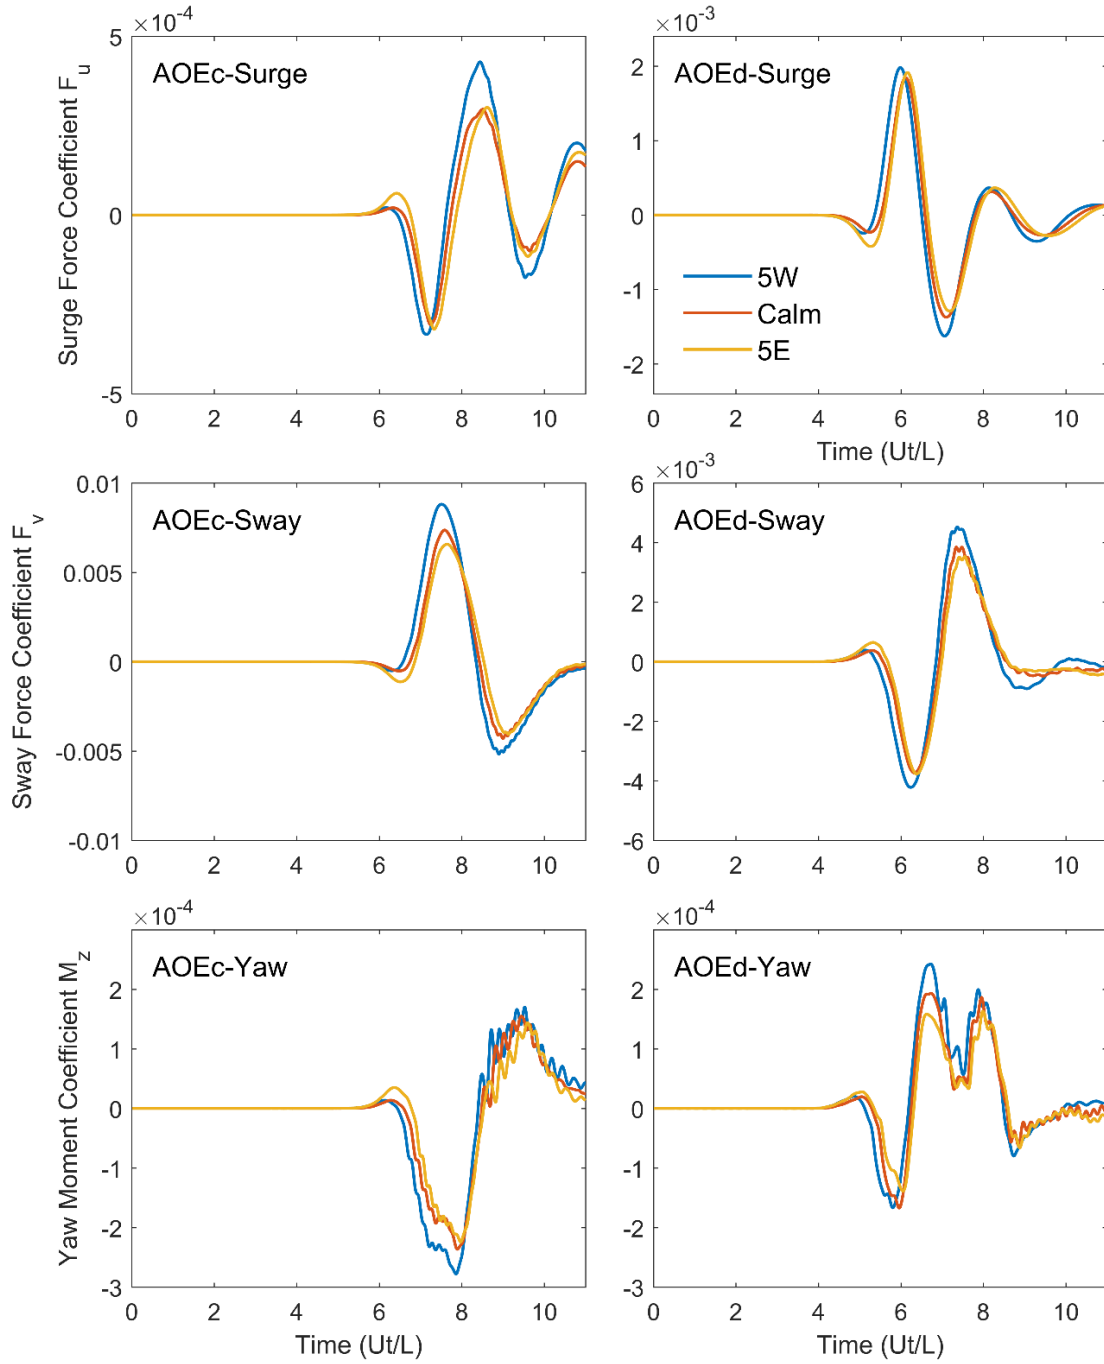 ×10-4
5
0
-5
0 2 4 6 8 10
Surge Force Coefficient Fu
AOEc-Surge
×10-3
2
1
0
-1
-2
0 2 4 6 8 10
AOEd-Surge
5W
Calm
5E
Time (Ut/L)
0.01
0.005
0
-0.005
-0.01
0 2 4 6 8 10
Sway Force Coefficient Fv
AOEc-Sway
×10-3
6
4
2
0
-2
-4
-6
0 2 4 6 8 10
AOEd-Sway
×10-4
2
1
0
-1
-2
-3
0 2 4 6 8 10
Yaw Moment Coefficient Mz
AOEc-Yaw
Time (Ut/L)
×10-4
2
1
0
-1
-2
-3
0 2 4 6 8 10
AOEd-Yaw
Time (Ut/L)